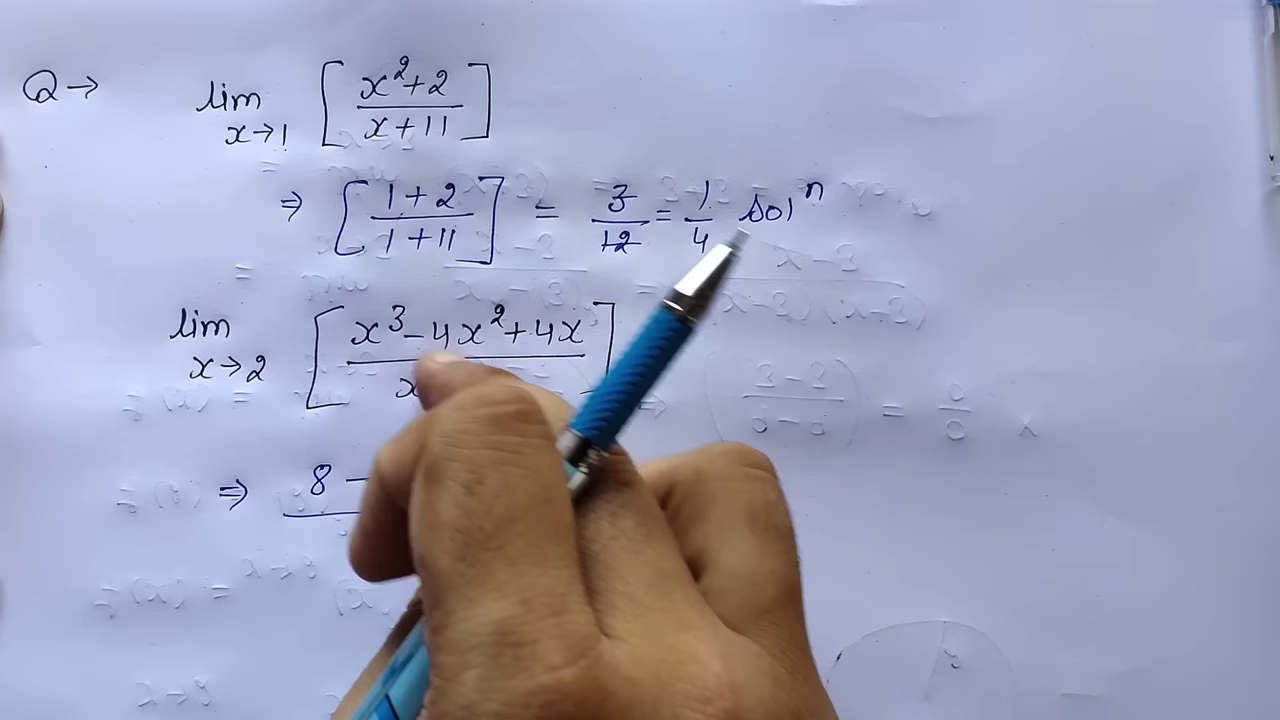 Q→ lim x→1 [ x²+2 / x+11 ]
⇒ [ 1+2 / 1+11 ] = 3/12 = 1/4 solⁿ
lim x→2 [ x³-4x²+4x / x
⇒ 8 -